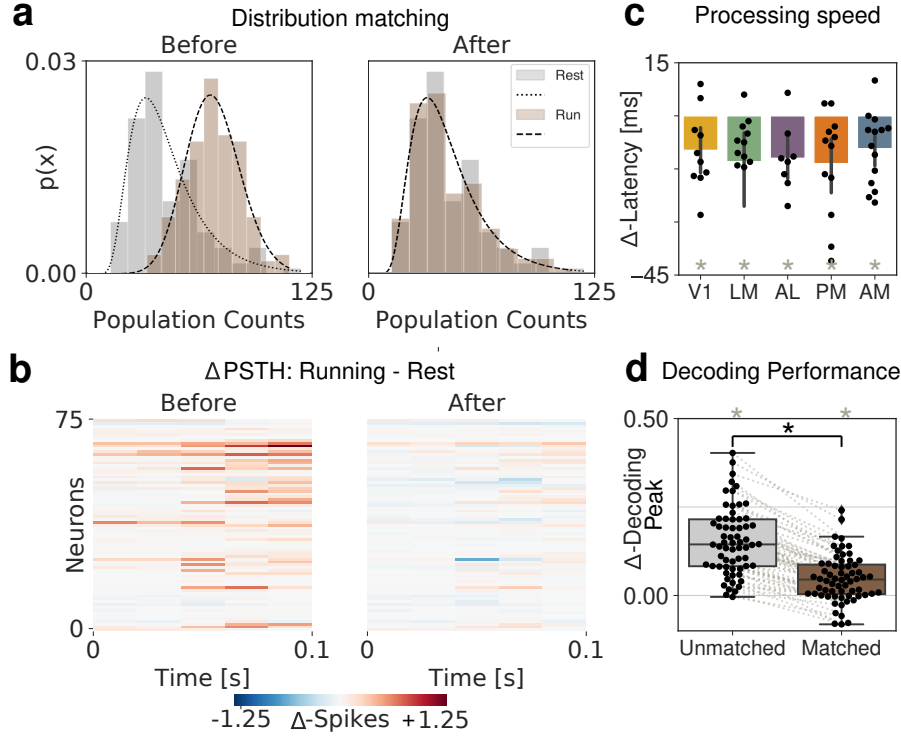 a
Distribution matching
Before
After
0.03
0.00
p(x)
0
125
0
125
Population Counts
Population Counts
Rest
Run
c
Processing speed
15
-45
Δ-Latency [ms]
*
*
*
*
*
V1
LM
AL
PM
AM
b
ΔPSTH: Running - Rest
Before
After
75
0
Neurons
0
0.1
0
0.1
Time [s]
Time [s]
-1.25
Δ-Spikes
+1.25
d
Decoding Performance
*
*
*
0.50
0.00
Δ-Decoding
Peak
Unmatched
Matched